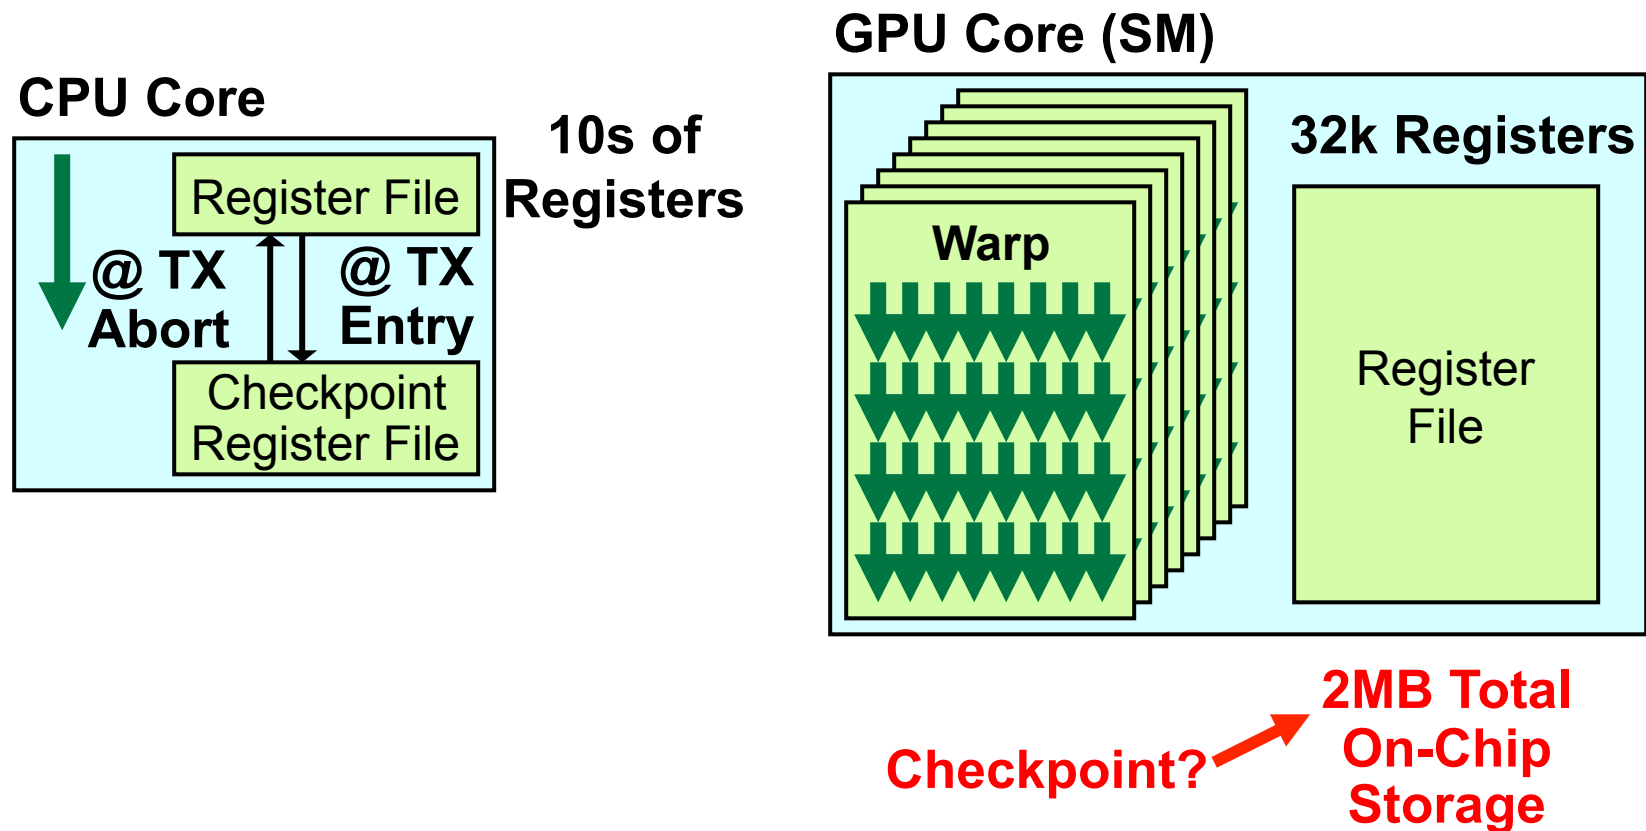 CPU Core
10s of
Registers
Register File
@ TX
Abort
@ TX
Entry
Checkpoint
Register File
GPU Core (SM)
Warp
32k Registers
Register
File
Checkpoint?
2MB Total
On-Chip
Storage